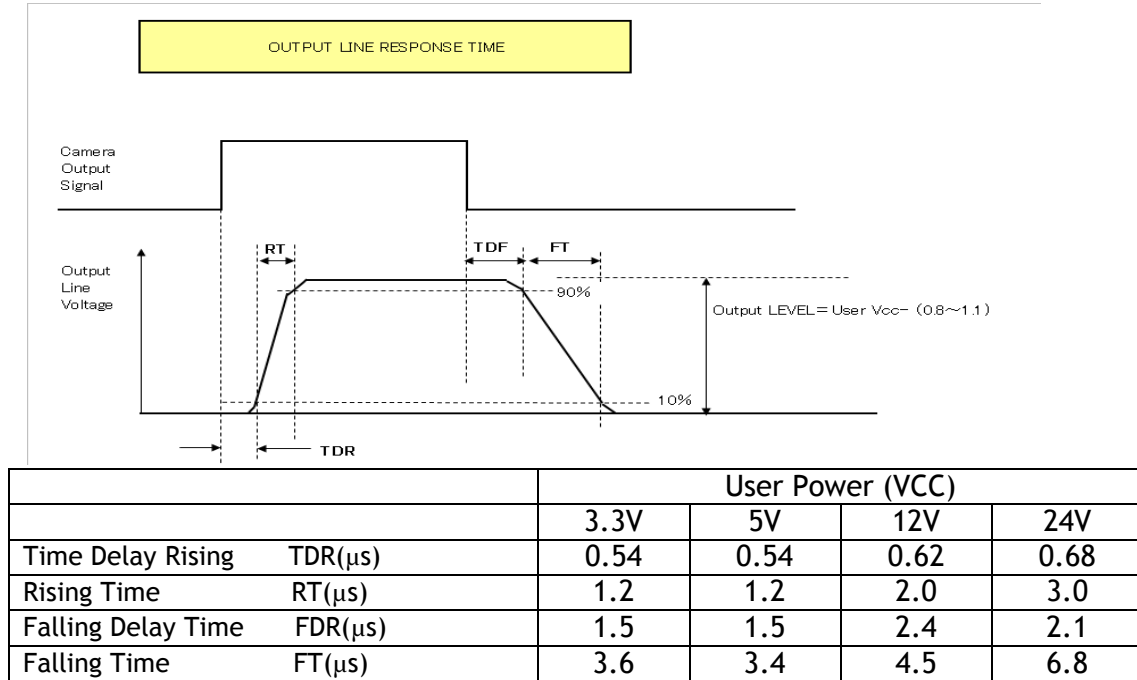 OUTPUT LINE RESPONSE TIME
Camera
Output
Signal
RT
TDF
FT
Output
Line
Voltage
90%
Output LEVEL=User Vcc-（0.8～1.1）
10%
TDR
User Power (VCC)
3.3V 5V 12V 24V
Time Delay Rising TDR(μs) 0.54 0.54 0.62 0.68
Rising Time RT(μs) 1.2 1.2 2.0 3.0
Falling Delay Time FDR(μs) 1.5 1.5 2.4 2.1
Falling Time FT(μs) 3.6 3.4 4.5 6.8